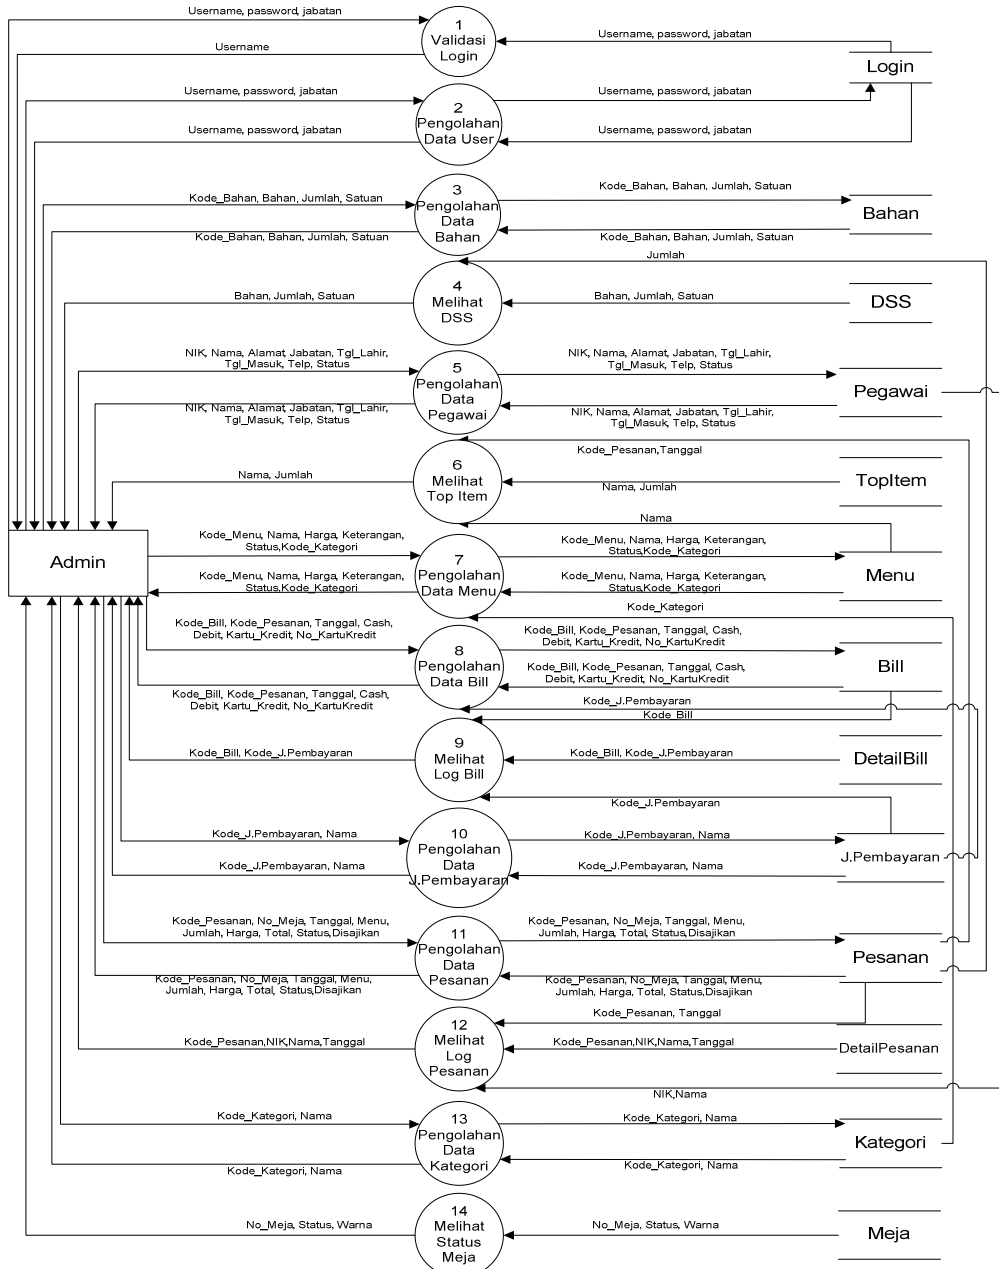 Username, password, jabatan
1
Validasi
Login
Username, password, jabatan
Username
Login
Username, password, jabatan
2
Pengolahan
Data User
Username, password, jabatan
Username, password, jabatan
Username, password, jabatan
Kode_Bahan, Bahan, Jumlah, Satuan
3
Pengolahan
Data
Bahan
Kode_Bahan, Bahan, Jumlah, Satuan
Bahan
Kode_Bahan, Bahan, Jumlah, Satuan
Kode_Bahan, Bahan, Jumlah, Satuan
Jumlah
Bahan, Jumlah, Satuan
4
Melihat
DSS
Bahan, Jumlah, Satuan
DSS
NIK, Nama, Alamat, Jabatan, Tgl_Lahir,
Tgl_Masuk, Telp, Status
5
Pengolahan
Data
Pegawai
NIK, Nama, Alamat, Jabatan, Tgl_Lahir,
Tgl_Masuk, Telp, Status
Pegawai
NIK, Nama, Alamat, Jabatan, Tgl_Lahir,
Tgl_Masuk, Telp, Status
NIK, Nama, Alamat, Jabatan, Tgl_Lahir,
Tgl_Masuk, Telp, Status
Kode_Pesanan,Tanggal
Nama, Jumlah
6
Melihat
Top Item
Nama, Jumlah
TopItem
Nama
Admin
Kode_Menu, Nama, Harga, Keterangan,
Status,Kode_Kategori
7
Pengolahan
Data Menu
Kode_Menu, Nama, Harga, Keterangan,
Status,Kode_Kategori
Menu
Kode_Menu, Nama, Harga, Keterangan,
Status,Kode_Kategori
Kode_Menu, Nama, Harga, Keterangan,
Status,Kode_Kategori
Kode_Kategori
Kode_Bill, Kode_Pesanan, Tanggal, Cash,
Debit, Kartu_Kredit, No_KartuKredit
8
Pengolahan
Data Bill
Kode_Bill, Kode_Pesanan, Tanggal, Cash,
Debit, Kartu_Kredit, No_KartuKredit
Bill
Kode_Bill, Kode_Pesanan, Tanggal, Cash,
Debit, Kartu_Kredit, No_KartuKredit
Kode_Bill, Kode_Pesanan, Tanggal, Cash,
Debit, Kartu_Kredit, No_KartuKredit
Kode_J.Pembayaran
Kode_Bill
Kode_Bill, Kode_J.Pembayaran
9
Melihat
Log Bill
Kode_Bill, Kode_J.Pembayaran
DetailBill
Kode_J.Pembayaran
Kode_J.Pembayaran, Nama
10
Pengolahan
Data
J.Pembayaran
Kode_J.Pembayaran, Nama
J.Pembayaran
Kode_J.Pembayaran, Nama
Kode_J.Pembayaran, Nama
Kode_Pesanan, No_Meja, Tanggal, Menu,
Jumlah, Harga, Total, Status,Disajikan
11
Pengolahan
Data
Pesanan
Kode_Pesanan, No_Meja, Tanggal, Menu,
Jumlah, Harga, Total, Status,Disajikan
Pesanan
Kode_Pesanan, No_Meja, Tanggal, Menu,
Jumlah, Harga, Total, Status,Disajikan
Kode_Pesanan, No_Meja, Tanggal, Menu,
Jumlah, Harga, Total, Status,Disajikan
Kode_Pesanan, Tanggal
Kode_Pesanan,NIK,Nama,Tanggal
12
Melihat
Log
Pesanan
Kode_Pesanan,NIK,Nama,Tanggal
DetailPesanan
NIK,Nama
Kode_Kategori, Nama
13
Pengolahan
Data
Kategori
Kode_Kategori, Nama
Kategori
Kode_Kategori, Nama
Kode_Kategori, Nama
No_Meja, Status, Warna
14
Melihat
Status
Meja
No_Meja, Status, Warna
Meja